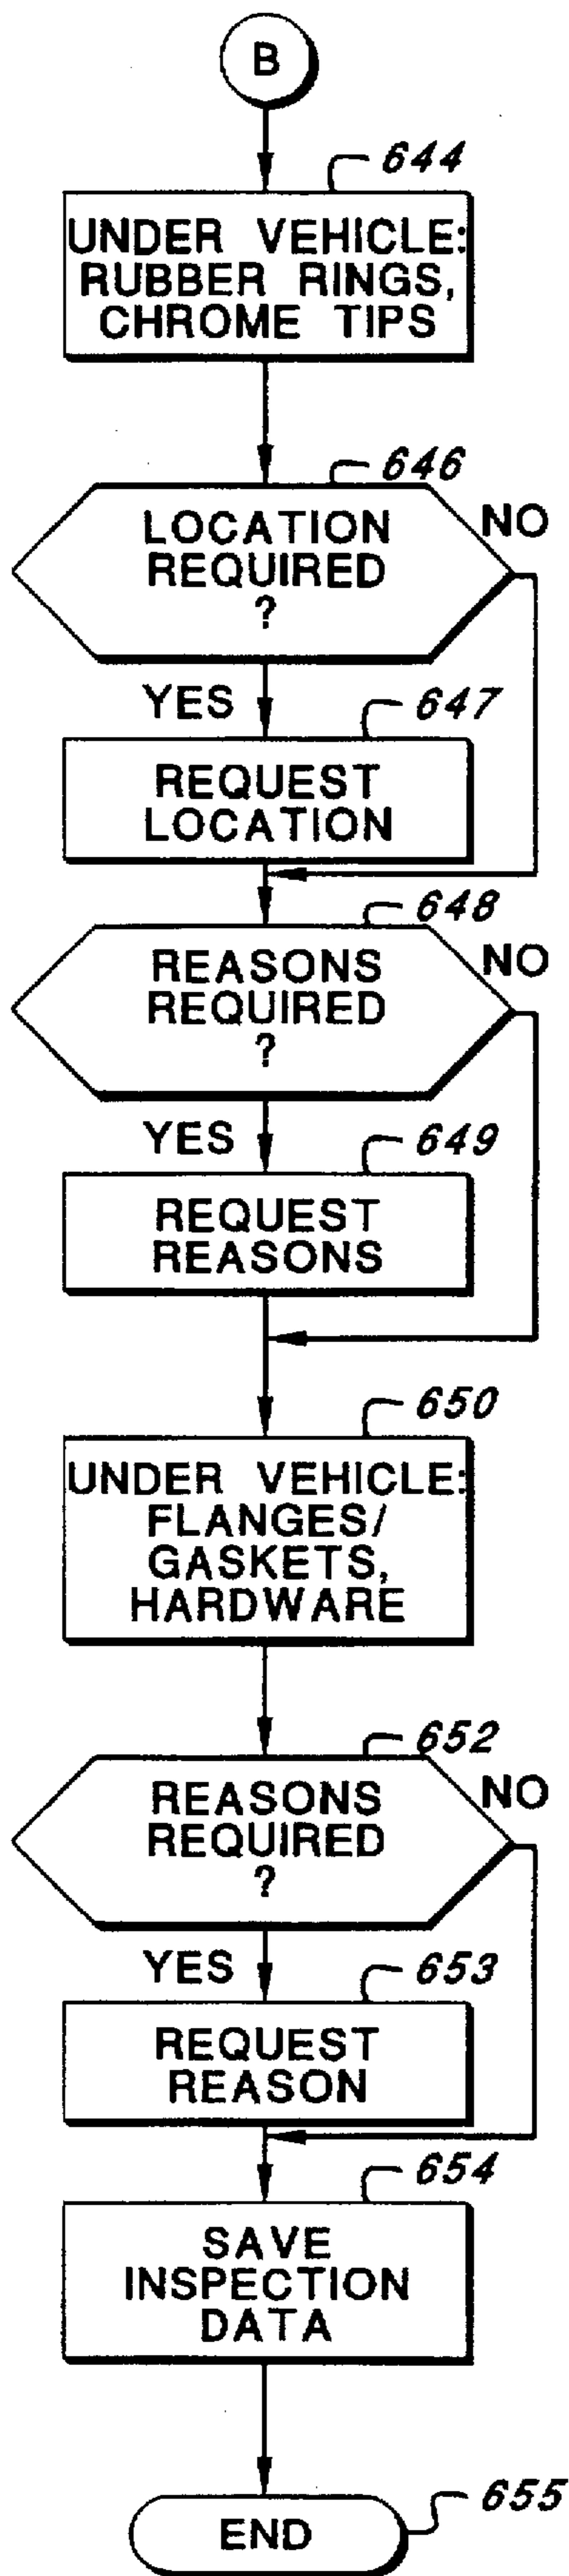 B
644
UNDER VEHICLE:
RUBBER RINGS,
CHROME TIPS
646
LOCATION
REQUIRED
?
NO
YES
647
REQUEST
LOCATION
648
REASONS
REQUIRED
?
NO
YES
649
REQUEST
REASONS
650
UNDER VEHICLE:
FLANGES/
GASKETS,
HARDWARE
652
REASONS
REQUIRED
?
NO
YES
653
REQUEST
REASON
654
SAVE
INSPECTION
DATA
655
END